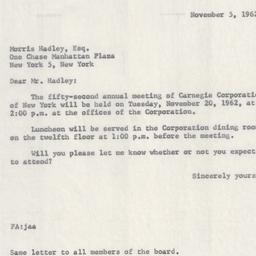 November 5, 1962
Morris Hadley, Esq.
One Chase Manhattan Plaza
New York 5, New York
Dear Mr. Hadley:
The fifty-second annual meeting of Carnegie Corporation
of New York will be held on Tuesday, November 20, 1962, at
2:00 p.m. at the offices of the Corporation.
Luncheon will be served in the Corporation dining room
on the twelfth floor at 1:00 p.m. before the meeting.
Will you please let me know whether or not you expect
to attend?
Sincerely yours
FA:jaa
Same letter to all members of the board.